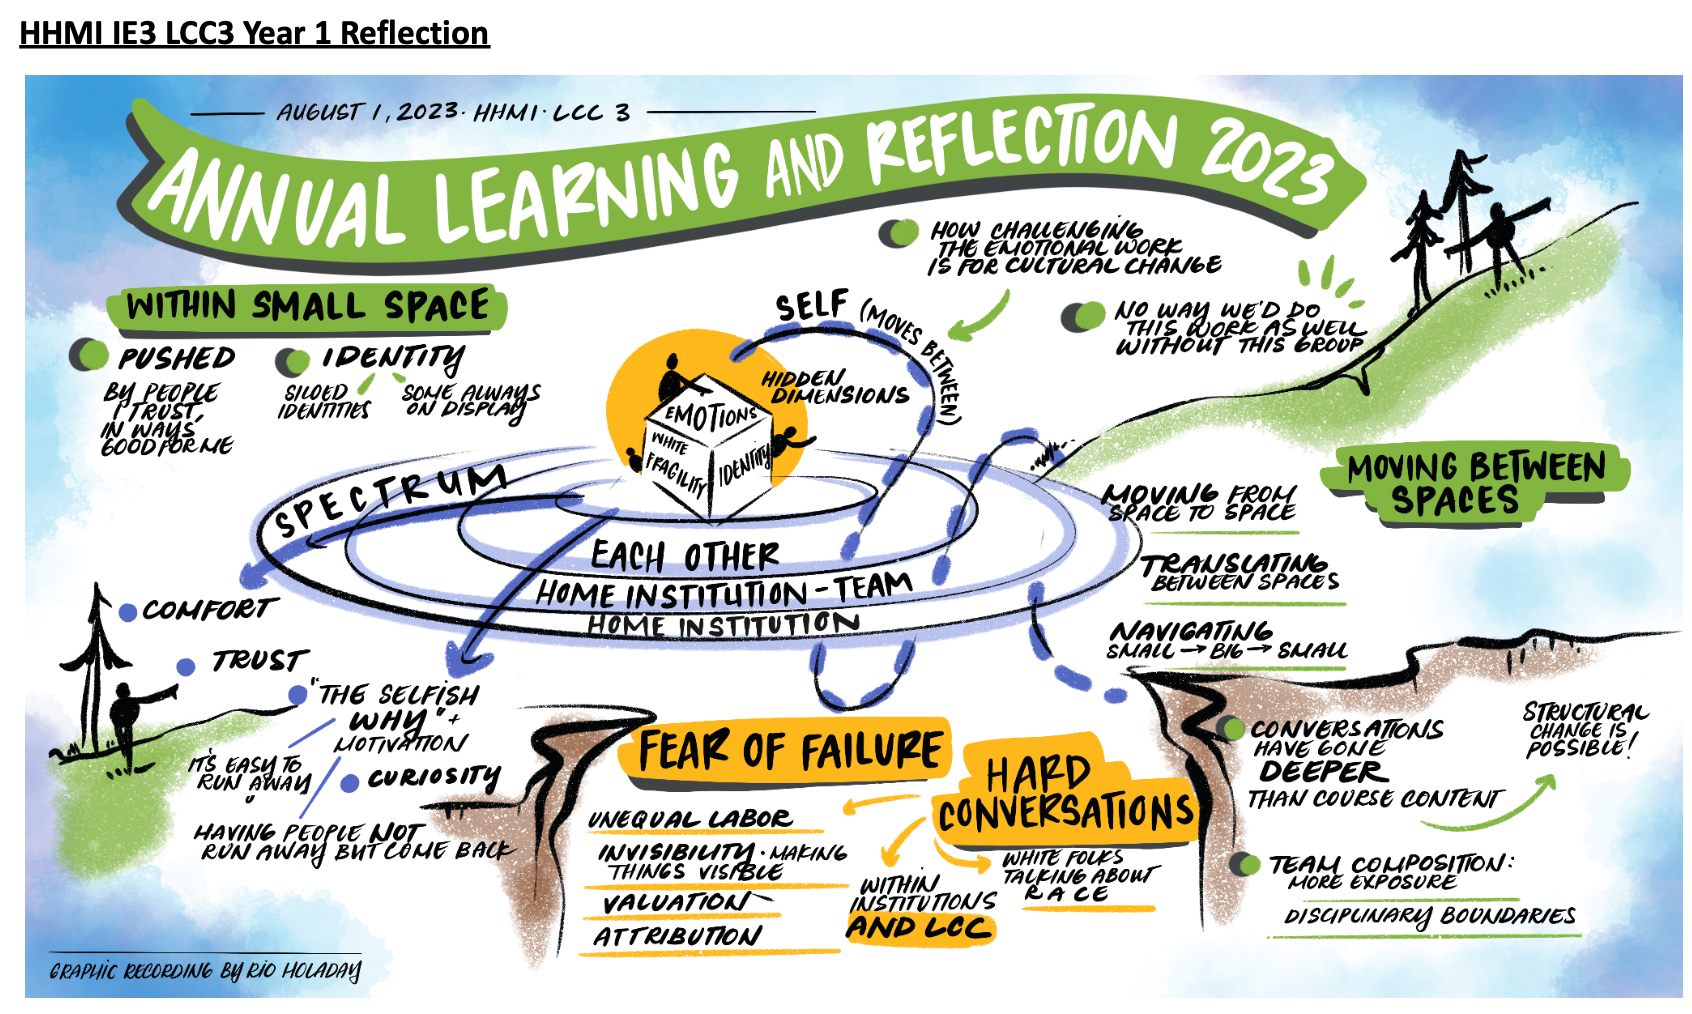 HHMI IE3 LCC3 Year 1 Reflection
AUGUST 1, 2023 · HHMI · LCC 3
ANNUAL LEARNING AND REFLECTION 2023
WITHIN SMALL SPACE
PUSHED
BY PEOPLE
I TRUST,
IN WAYS
GOOD FOR ME
IDENTITY
SILOED
IDENTITIES
SOME ALWAYS
ON DISPLAY
HOW CHALLENGING
THE EMOTIONAL WORK
IS FOR CULTURAL CHANGE
NO WAY WE'D DO
THIS WORK AS WELL
WITHOUT THIS GROUP
SELF (MOVES BETWEEN)
HIDDEN
DIMENSIONS
EMOTIONS
WHITE
FRAGILITY
IDENTITY
SPECTRUM
EACH OTHER
HOME INSTITUTION - TEAM
HOME INSTITUTION
MOVING BETWEEN
SPACES
MOVING FROM
SPACE TO SPACE
TRANSLATING
BETWEEN SPACES
NAVIGATING
SMALL → BIG → SMALL
COMFORT
TRUST
"THE SELFISH
WHY" +
MOTIVATION
IT'S EASY TO
RUN AWAY
CURIOSITY
HAVING PEOPLE NOT
RUN AWAY BUT COME BACK
FEAR OF FAILURE
UNEQUAL LABOR
INVISIBILITY · MAKING
THINGS VISIBLE
VALUATION
ATTRIBUTION
HARD
CONVERSATIONS
WITHIN
INSTITUTIONS
AND LCC
WHITE FOLKS
TALKING ABOUT
RACE
CONVERSATIONS
HAVE GONE
DEEPER
THAN COURSE CONTENT
STRUCTURAL
CHANGE IS
POSSIBLE!
TEAM COMPOSITION:
MORE EXPOSURE
DISCIPLINARY BOUNDARIES
GRAPHIC RECORDING BY RIO HOLADAY